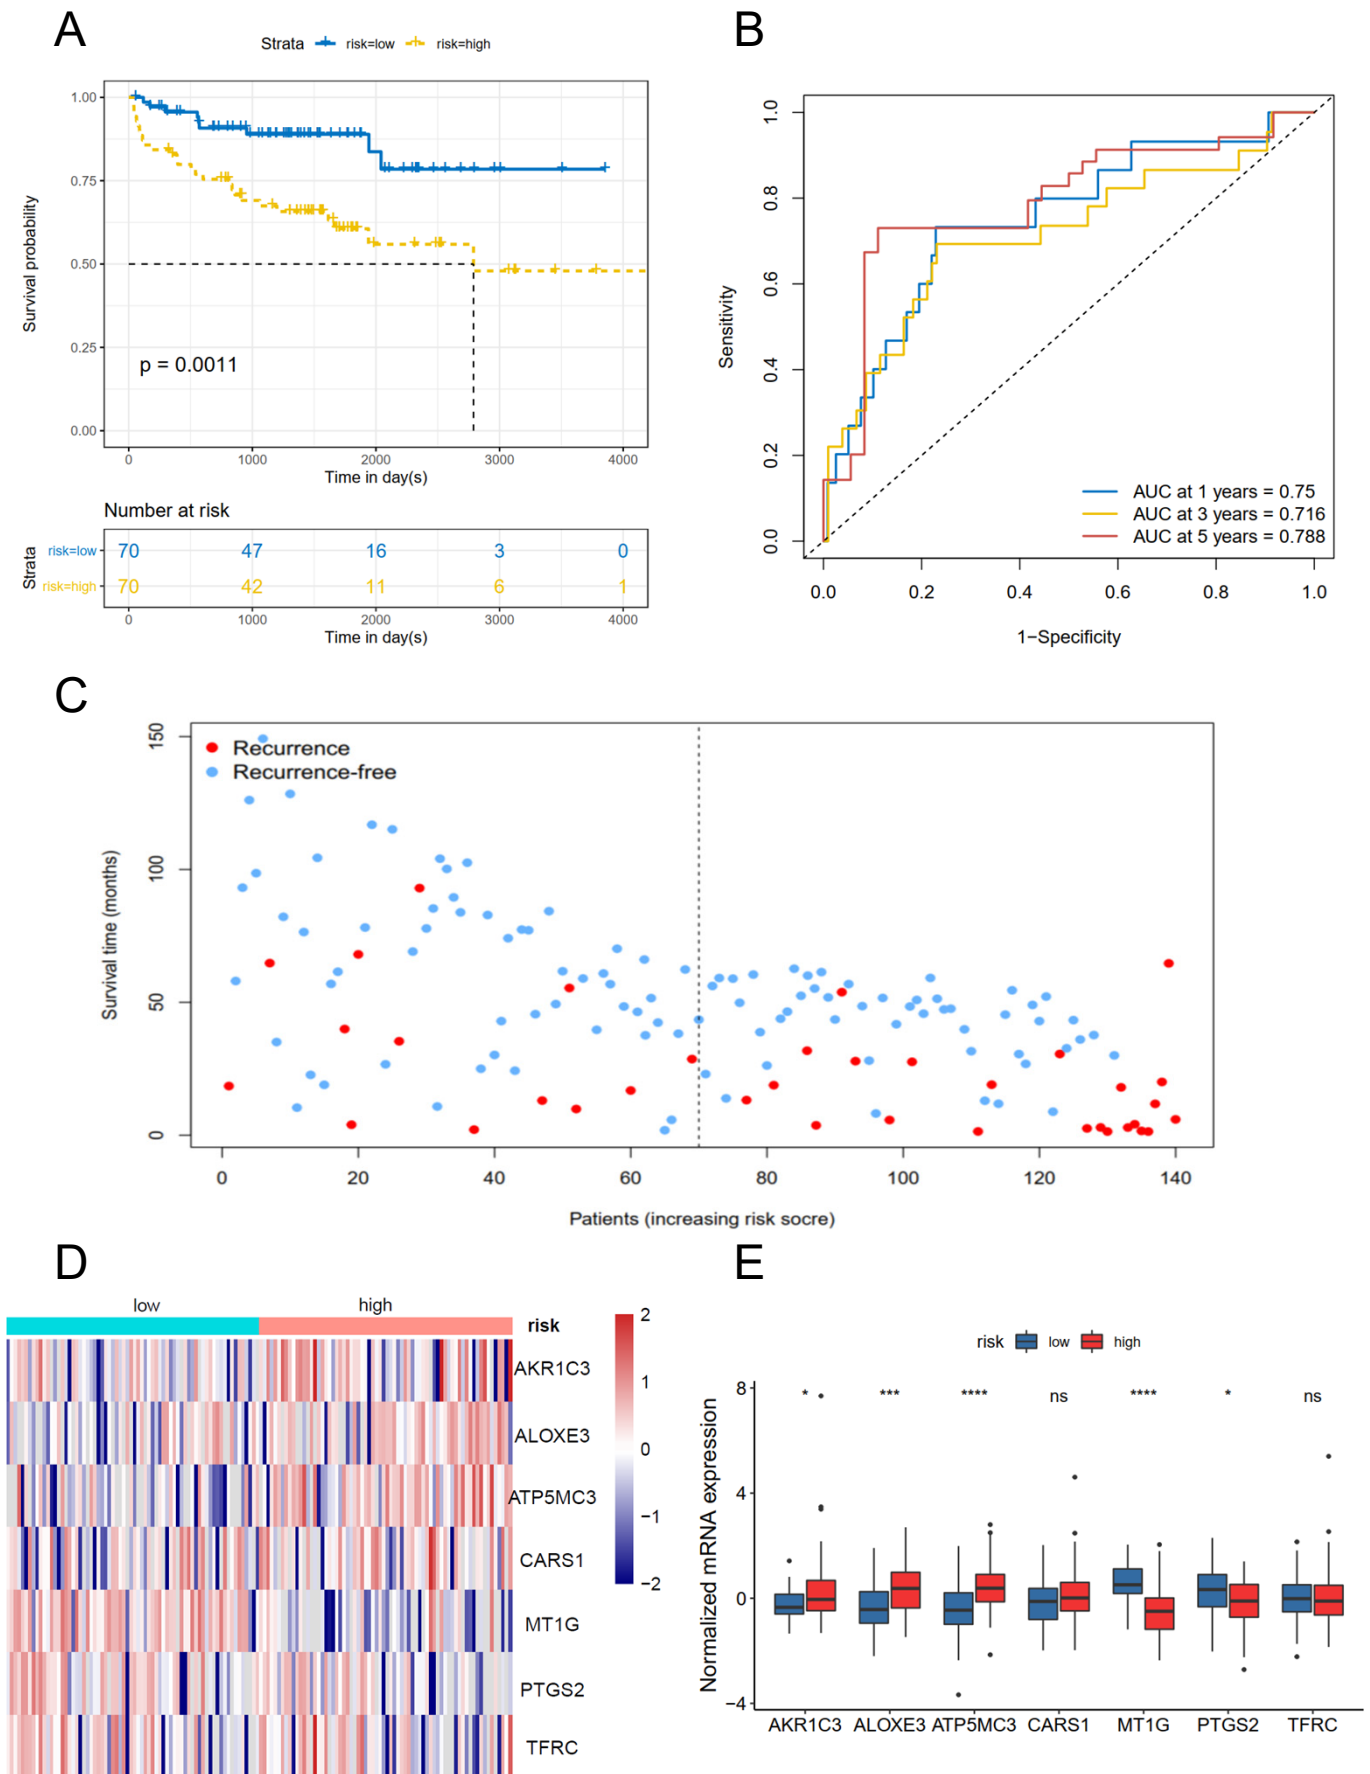 A
Strata risk=low risk=high
Survival probability
1.00
0.75
0.50
0.25
0.00
p = 0.0011
0 1000 2000 3000 4000
Time in day(s)
Number at risk
Strata
risk=low 70 47 16 3 0
risk=high 70 42 11 6 1
0 1000 2000 3000 4000
Time in day(s)
B
Sensitivity
1.0
0.8
0.6
0.4
0.2
0.0
AUC at 1 years = 0.75
AUC at 3 years = 0.716
AUC at 5 years = 0.788
0.0 0.2 0.4 0.6 0.8 1.0
1−Specificity
C
Recurrence
Recurrence-free
Survival time (months)
150
100
50
0
0 20 40 60 80 100 120 140
Patients (increasing risk socre)
D
low high
risk
AKR1C3
ALOXE3
ATP5MC3
CARS1
MT1G
PTGS2
TFRC
2
1
0
−1
−2
E
risk low high
Normalized mRNA expression
8
4
0
−4
* *** **** ns **** * ns
AKR1C3 ALOXE3 ATP5MC3 CARS1 MT1G PTGS2 TFRC